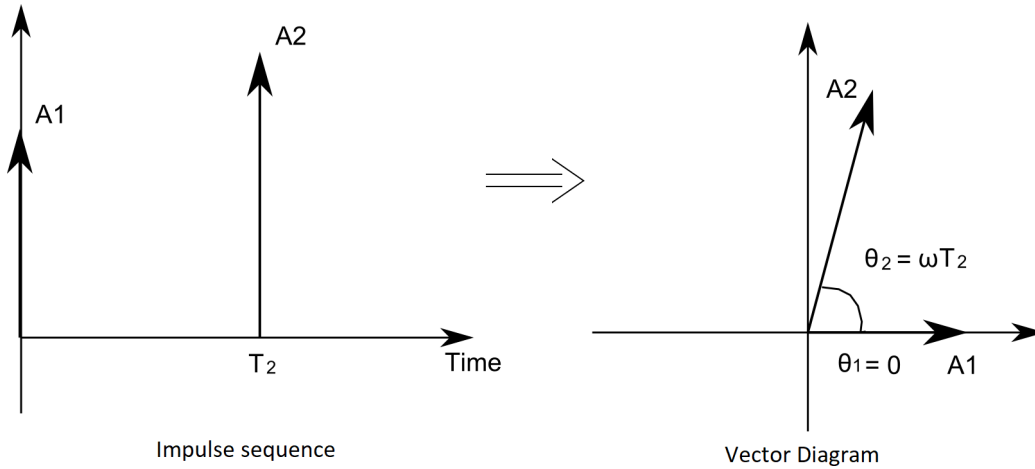 A1
A2
T2
Time
Impulse sequence
A2
θ2 = ωT2
θ1 = 0
A1
Vector Diagram